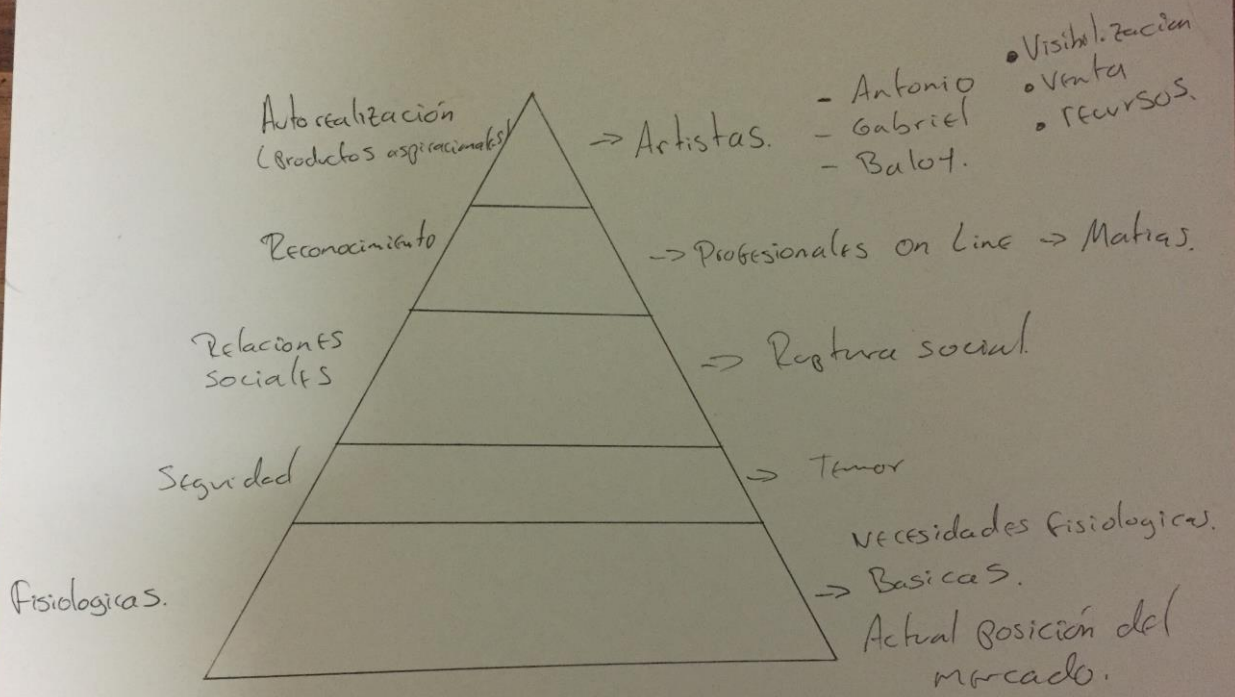 Autorealización
(Productos aspiracionales)
→ Artistas.
- Antonio
- Gabriel
- Baloy.
• Visibilización
• venta
• recursos.
Reconocimiento
→ Profesionales on Line → Matias.
Relaciones
sociales
→ Ruptura social.
Seguridad
→ Temor
Fisiologicas.
→ Necesidades fisiologicas.
Basicas.
Actual posición del
mercado.